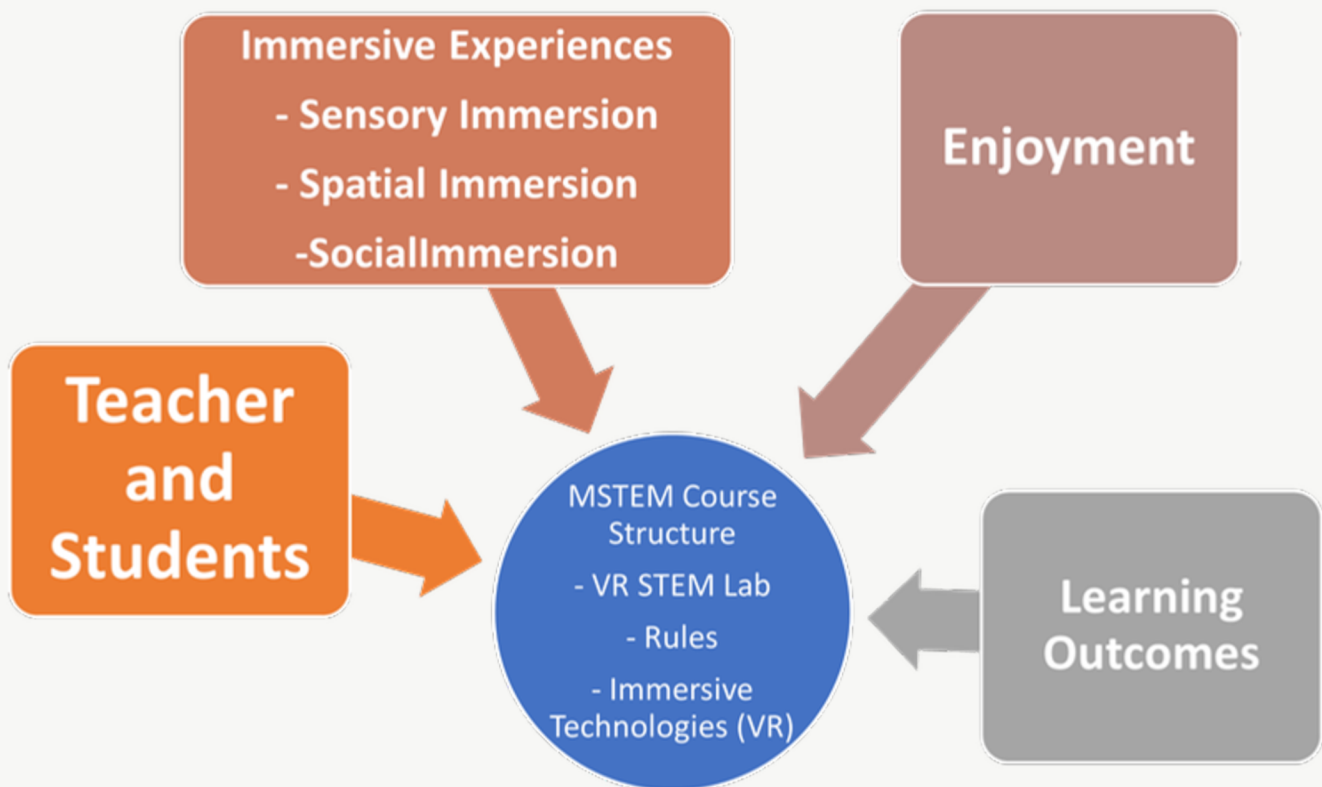 Immersive Experiences
- Sensory Immersion
- Spatial Immersion
-SocialImmersion
Enjoyment
Teacher
and
Students
MSTEM Course
Structure
- VR STEM Lab
- Rules
- Immersive
Technologies (VR)
Learning
Outcomes